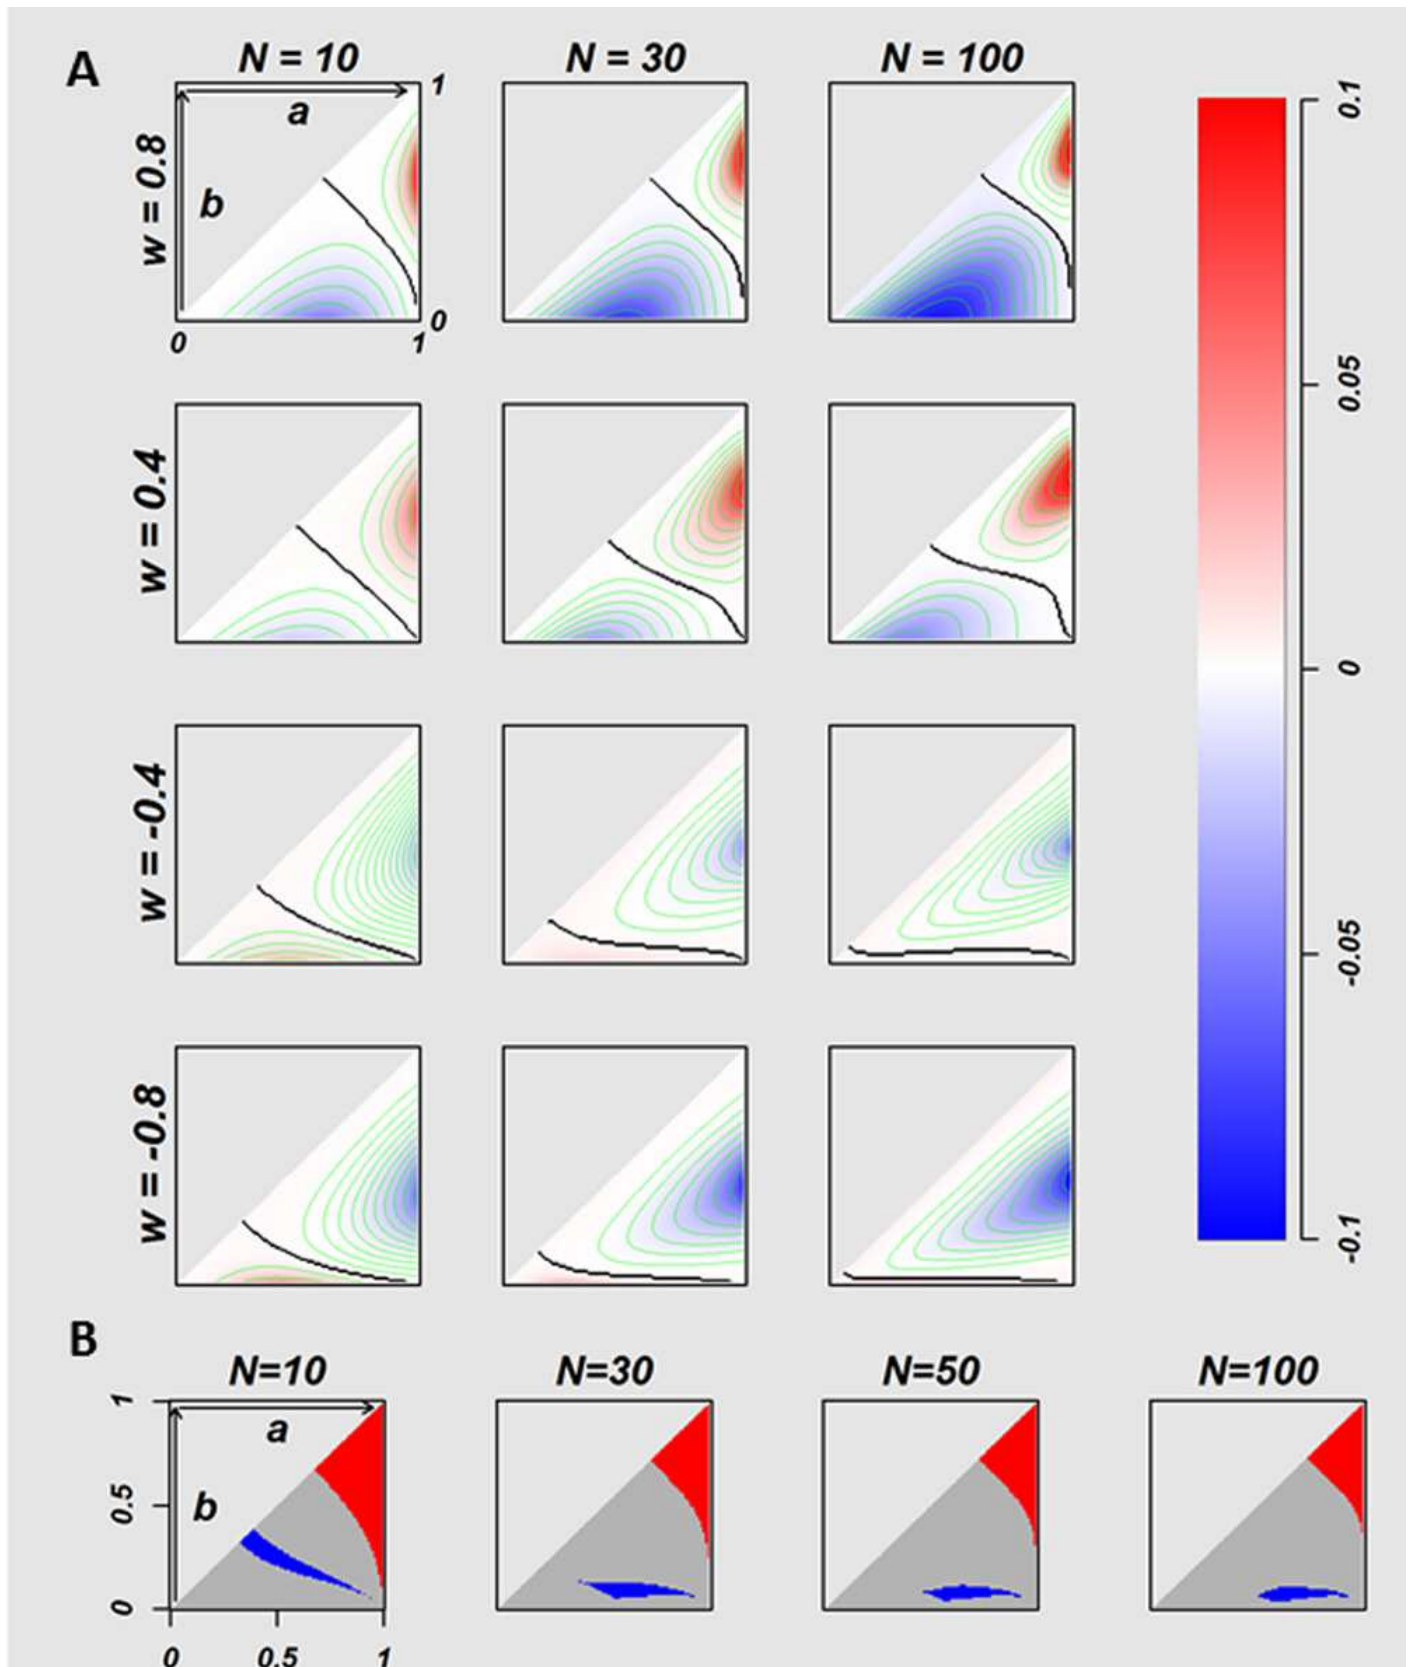 A
N = 10
N = 30
N = 100
w = 0.8
a
b
1
0
0
1
0.1
0.05
0
-0.05
-0.1
w = 0.4
w = -0.4
w = -0.8
B
N=10
N=30
N=50
N=100
a
b
1
0.5
0
0
0.5
1